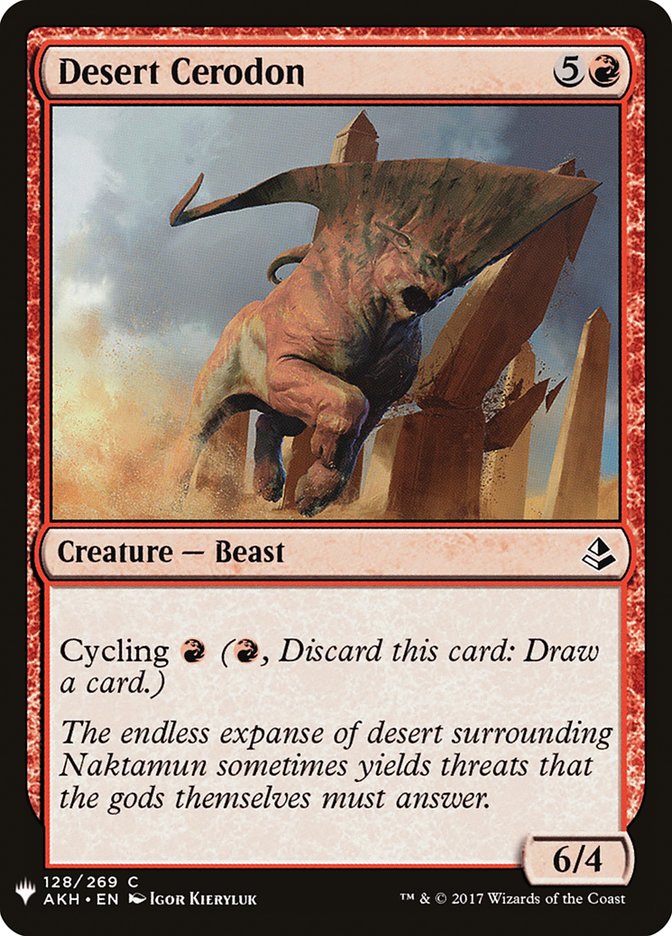 Desert Cerodon 5
Creature — Beast
Cycling (, Discard this card: Draw
a card.)
The endless expanse of desert surrounding
Naktamun sometimes yields threats that
the gods themselves must answer.
6/4
128/269 C
AKH • EN Igor Kieryluk
™ & © 2017 Wizards of the Coast